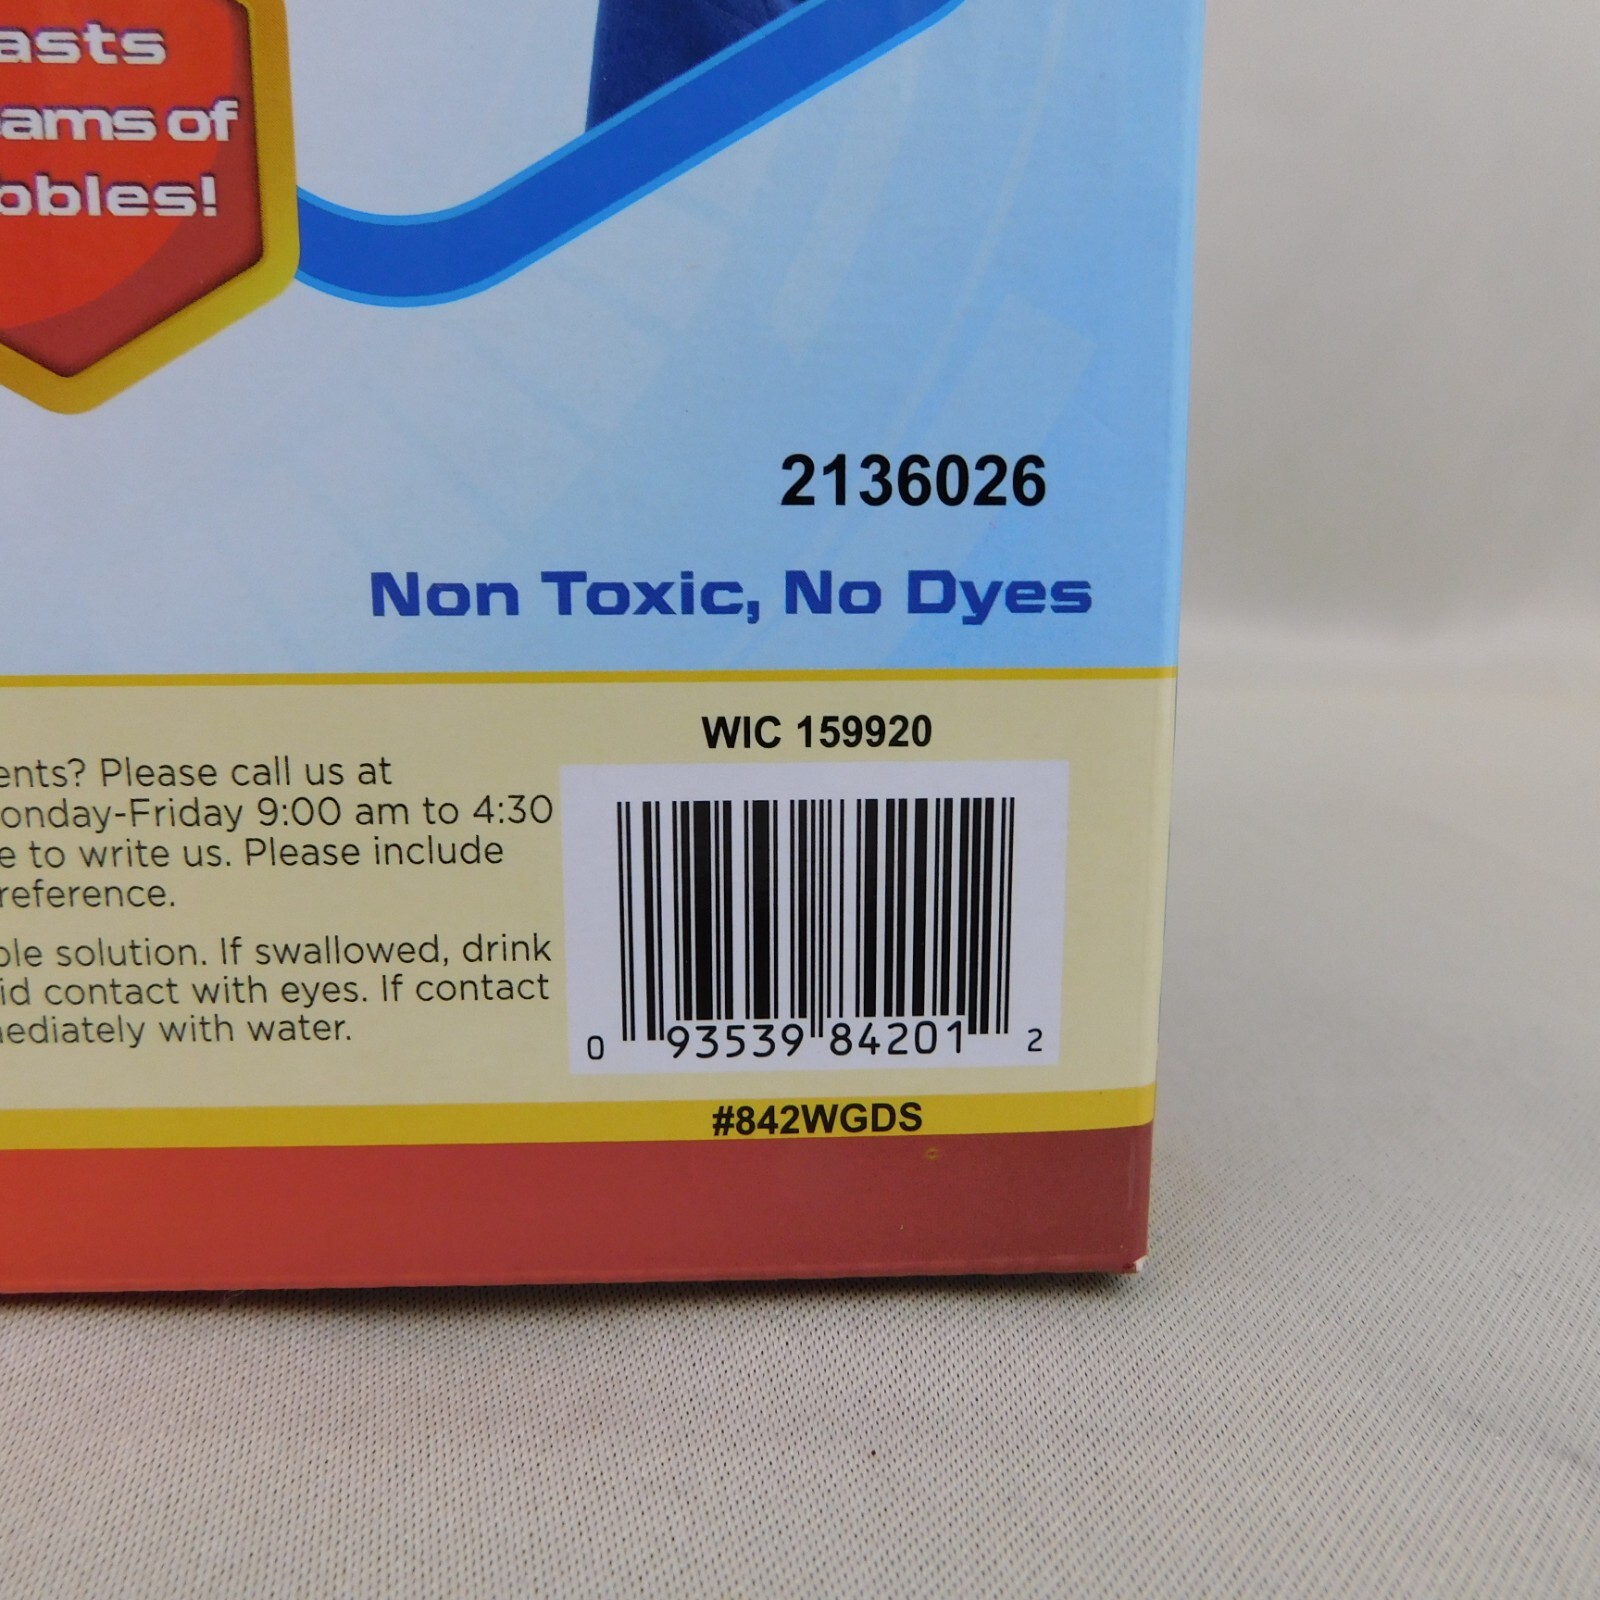 asts
ams of
bbles!
2136026
Non Toxic, No Dyes
WIC 159920
ents? Please call us at
onday-Friday 9:00 am to 4:30
e to write us. Please include
reference.
ble solution. If swallowed, drink
id contact with eyes. If contact
mediately with water.
0 93539 84201 2
#842WGDS